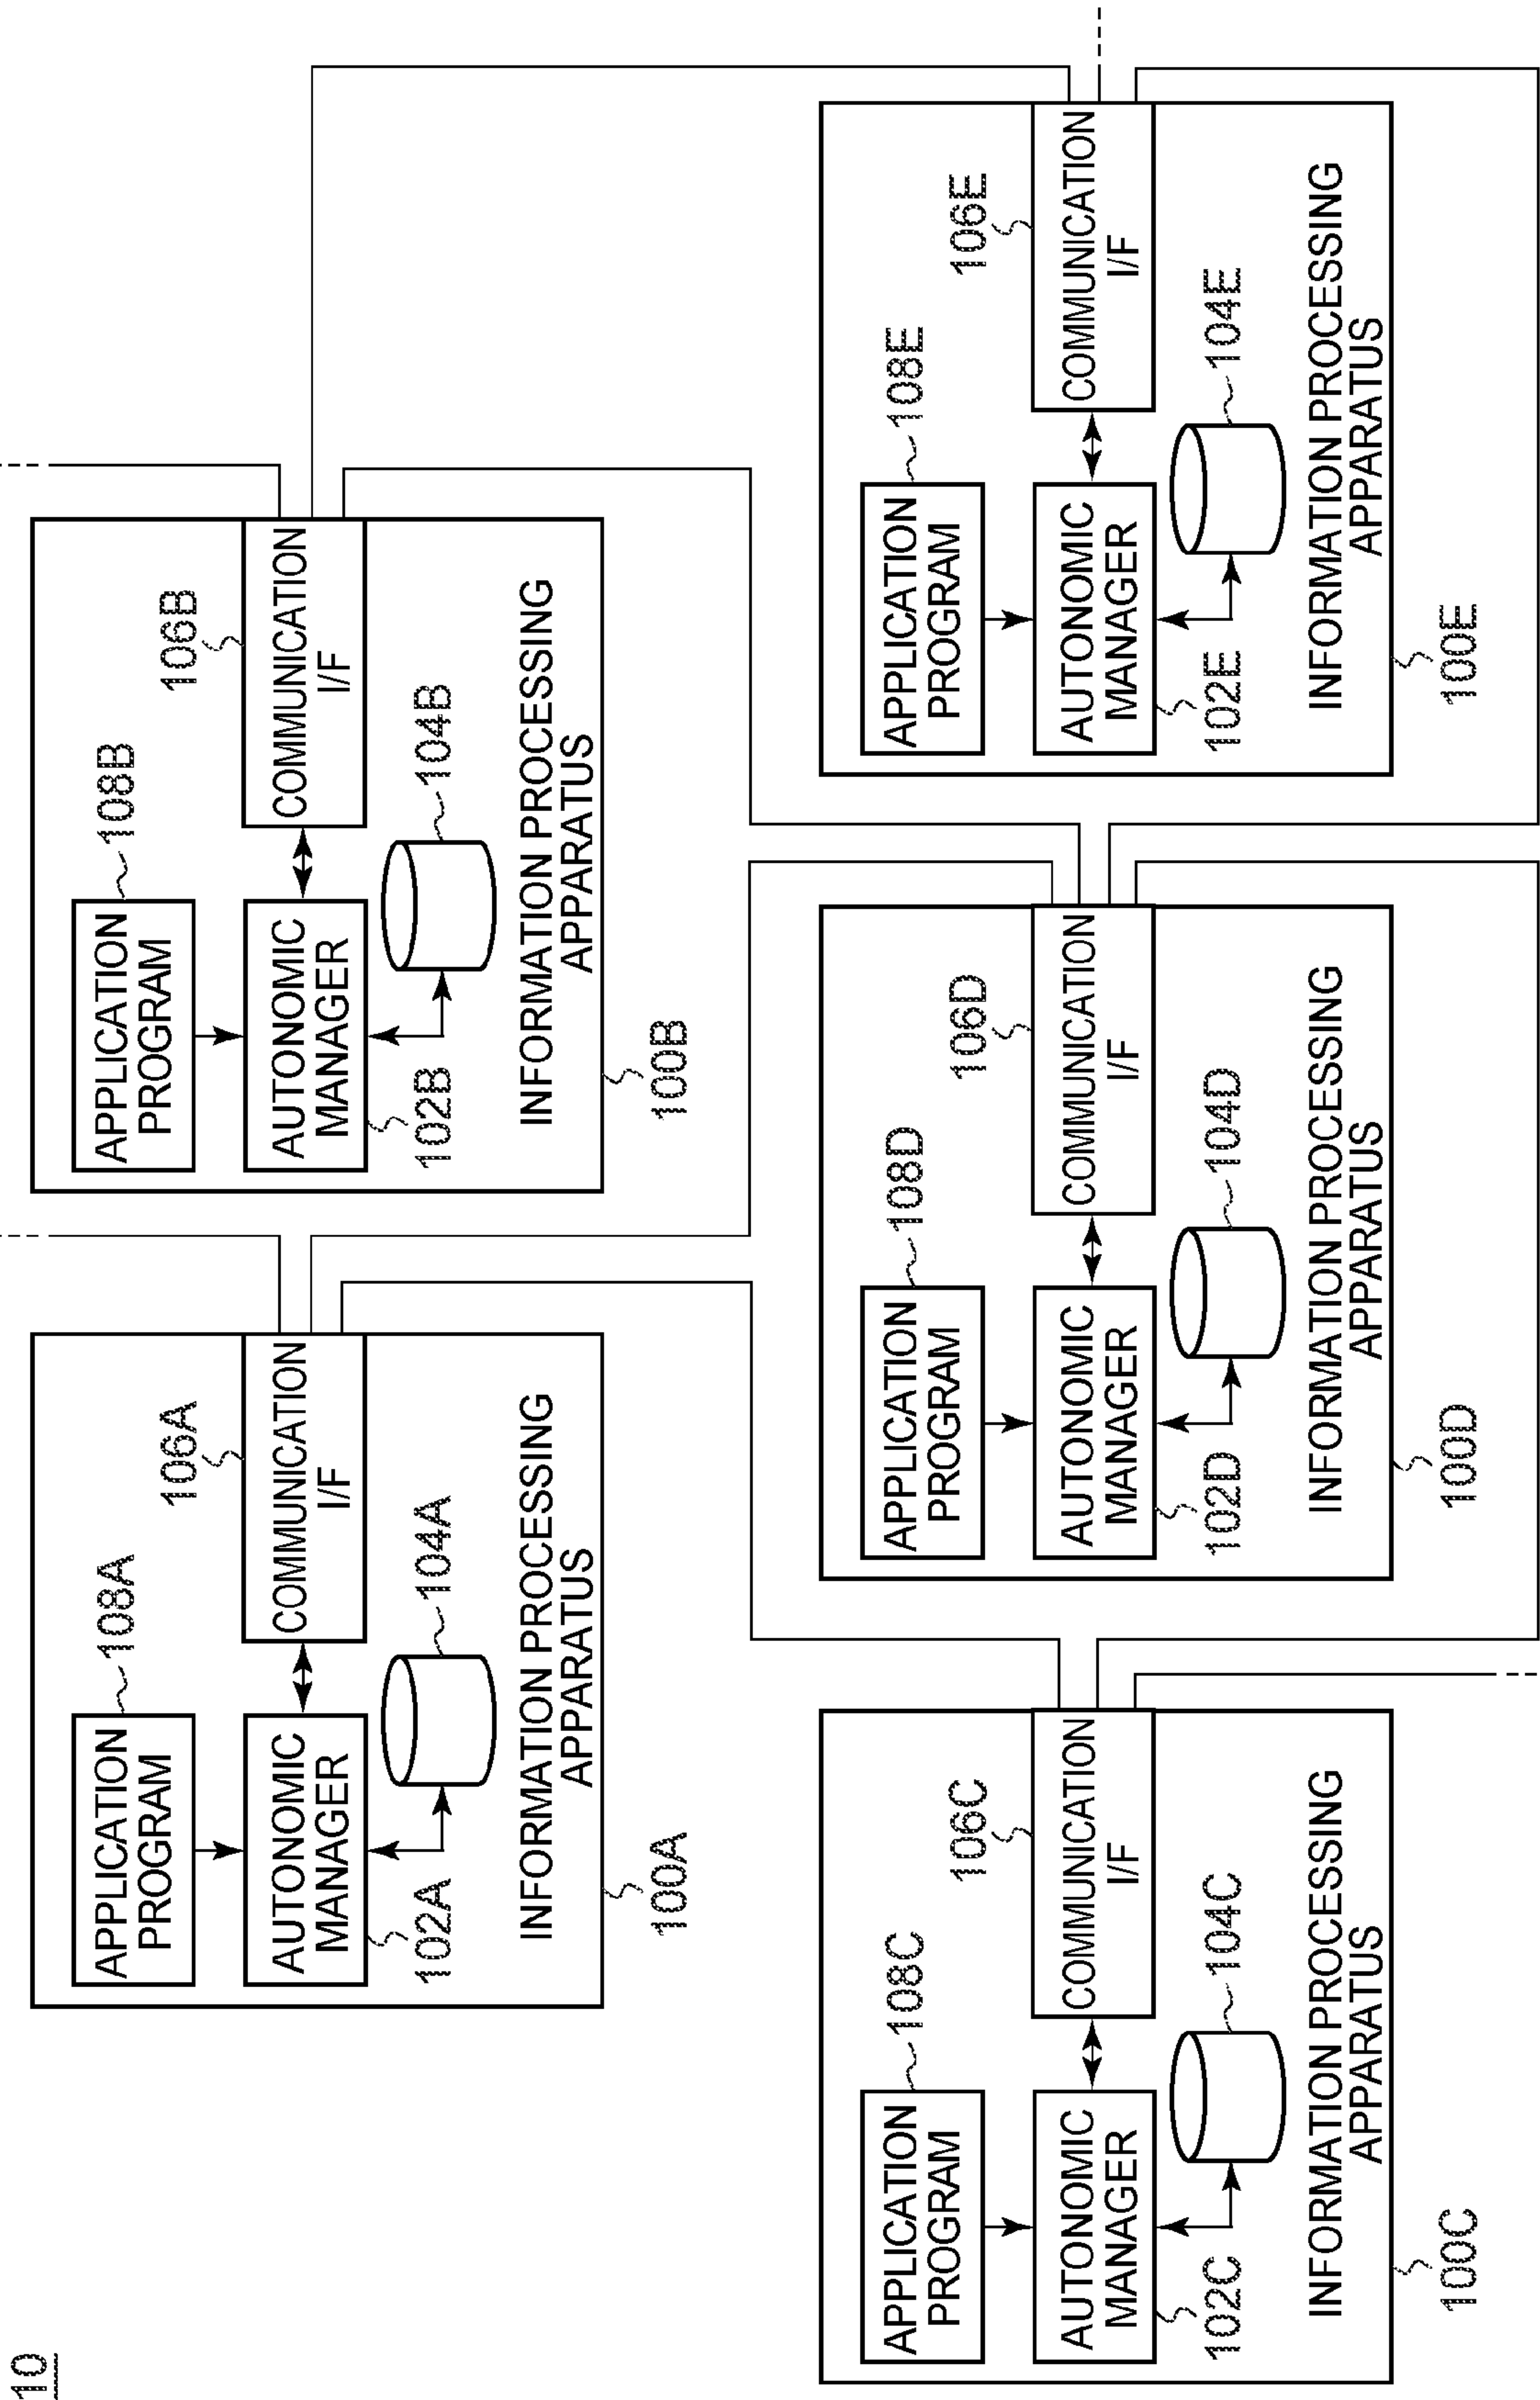 10
108A
APPLICATION
PROGRAM
106A
AUTONOMIC
MANAGER
COMMUNICATION
I/F
102A
104A
INFORMATION PROCESSING
APPARATUS
100A
108B
APPLICATION
PROGRAM
106B
AUTONOMIC
MANAGER
COMMUNICATION
I/F
102B
104B
INFORMATION PROCESSING
APPARATUS
100B
108C
APPLICATION
PROGRAM
106C
AUTONOMIC
MANAGER
COMMUNICATION
I/F
102C
104C
INFORMATION PROCESSING
APPARATUS
100C
108D
APPLICATION
PROGRAM
106D
AUTONOMIC
MANAGER
COMMUNICATION
I/F
102D
104D
INFORMATION PROCESSING
APPARATUS
100D
108E
APPLICATION
PROGRAM
106E
AUTONOMIC
MANAGER
COMMUNICATION
I/F
102E
104E
INFORMATION PROCESSING
APPARATUS
100E